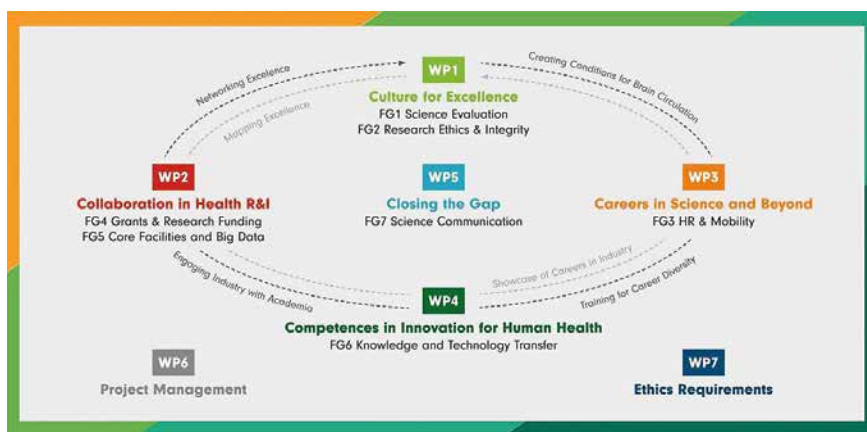 WP1
Culture for Excellence
FG1 Science Evaluation
FG2 Research Ethics & Integrity
Networking Excelence
Mapping Excellence
Creating Conditions for Brain Circulation
WP2
Collaboration in Health R&I
FG4 Grants & Research Funding
FG5 Core Facilities and Big Data
WP5
Closing the Gap
FG7 Science Communication
WP3
Careers in Science and Beyond
FG3 HR & Mobility
Engaging Industry with Academia
Showcase of Careers in Industry
Training for Career Diversity
WP4
Competences in Innovation for Human Health
FG6 Knowledge and Technology Transfer
WP6
Project Management
WP7
Ethics Requirements